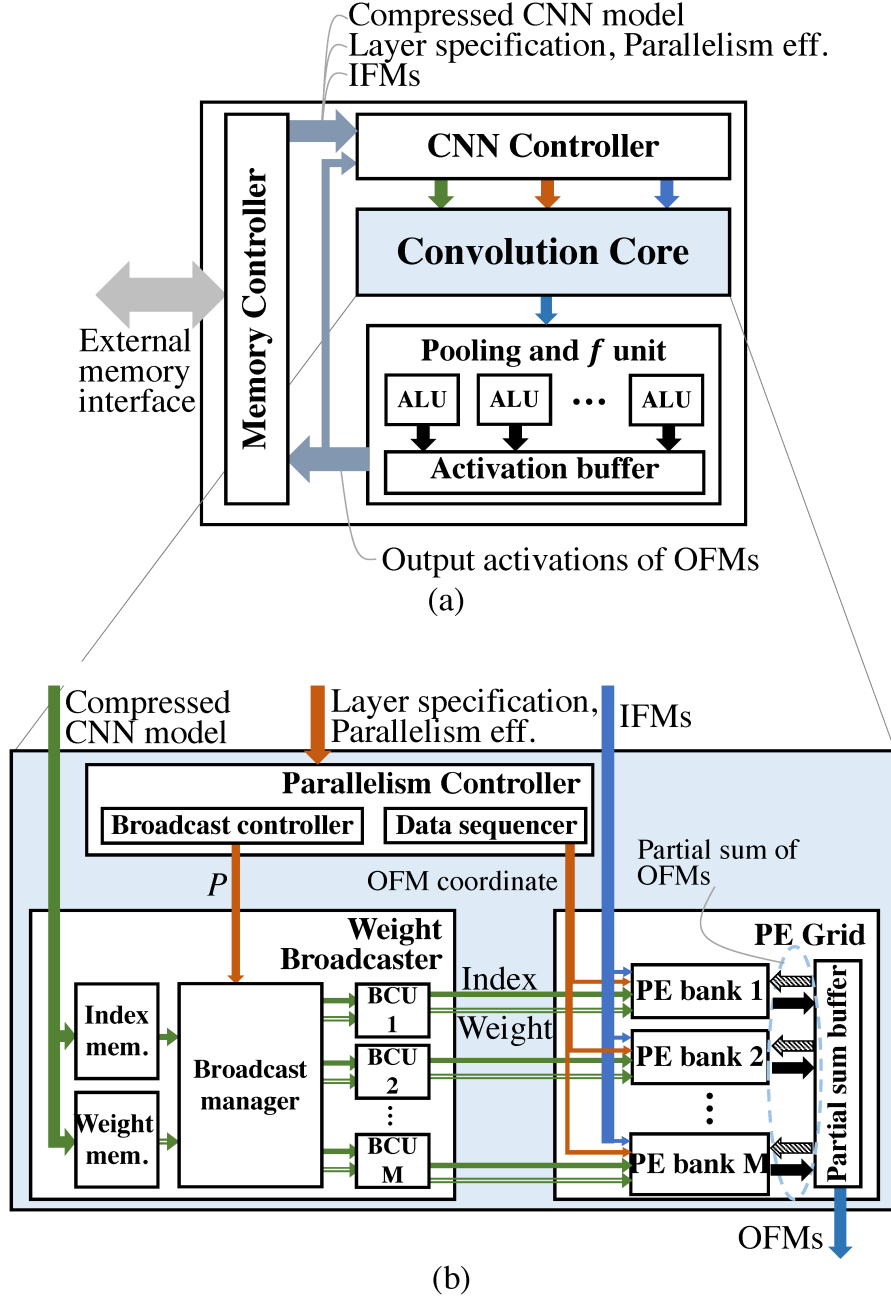 Compressed CNN model
Layer specification, Parallelism eff.
IFMs
CNN Controller
Convolution Core
Memory Controller
External
memory
interface
Pooling and f unit
ALU ALU ··· ALU
Activation buffer
Output activations of OFMs
(a)
Compressed
CNN model
Layer specification,
Parallelism eff.
IFMs
Parallelism Controller
Broadcast controller
Data sequencer
P
OFM coordinate
Partial sum of
OFMs
Weight
Broadcaster
PE Grid
Index
mem.
Weight
mem.
Broadcast
manager
BCU
1
BCU
2
···
BCU
M
Index
Weight
PE bank 1
PE bank 2
···
PE bank M
Partial sum buffer
OFMs
(b)